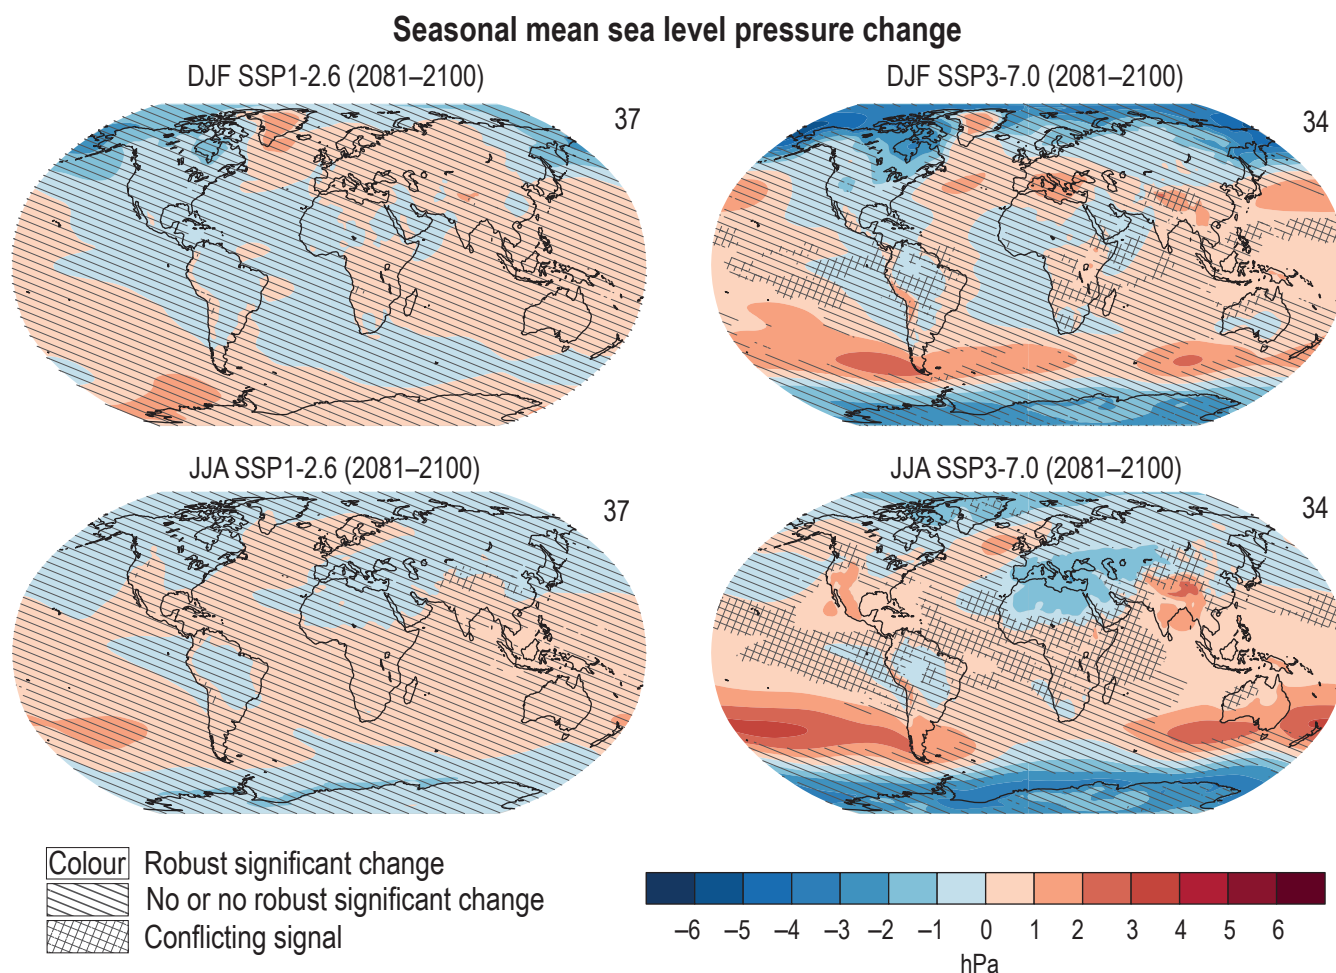 Seasonal mean sea level pressure change
DJF SSP1-2.6 (2081–2100)
37
DJF SSP3-7.0 (2081–2100)
34
JJA SSP1-2.6 (2081–2100)
37
JJA SSP3-7.0 (2081–2100)
34
Colour Robust significant change
No or no robust significant change
Conflicting signal
–6 –5 –4 –3 –2 –1 0 1 2 3 4 5 6
hPa